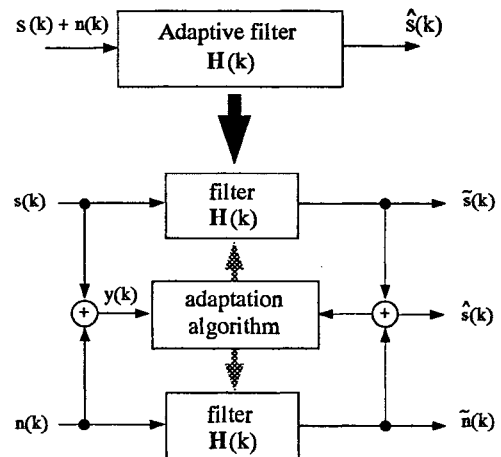 s(k) + n(k)
Adaptive filter
H(k)
ŝ(k)
s(k)
filter
H(k)
s̃(k)
y(k)
+
adaptation
algorithm
+
ŝ(k)
n(k)
filter
H(k)
ñ(k)